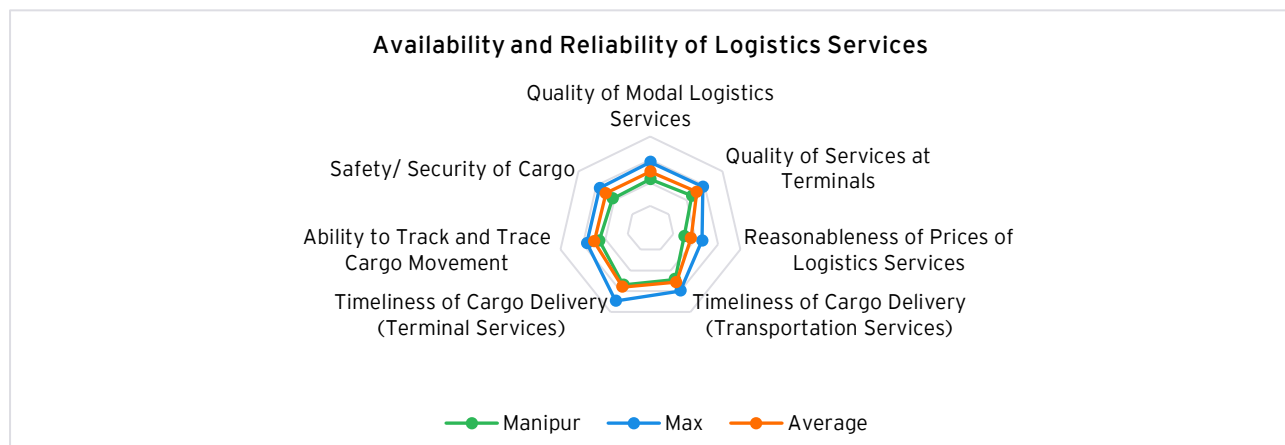 Availability and Reliability of Logistics Services
Quality of Modal Logistics
Services
Quality of Services at
Terminals
Reasonableness of Prices of
Logistics Services
Timeliness of Cargo Delivery
(Transportation Services)
Timeliness of Cargo Delivery
(Terminal Services)
Ability to Track and Trace
Cargo Movement
Safety/ Security of Cargo
Manipur
Max
Average